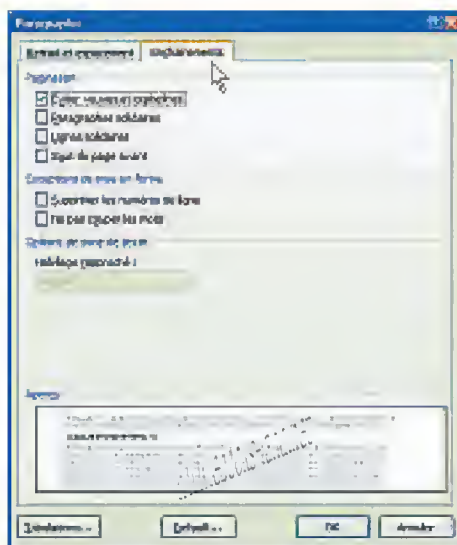 Paragraphe
Retrait et espacement Enchaînements
Pagination
Éviter veuves et orphelines
Paragraphes solidaires
Lignes solidaires
Saut de page avant
Exceptions de mise en forme
Supprimer les numéros de ligne
Ne pas couper les mots
Options de zone de texte
Habillage rapproché :
Aperçu
Tabulations... Défaut... OK Annuler